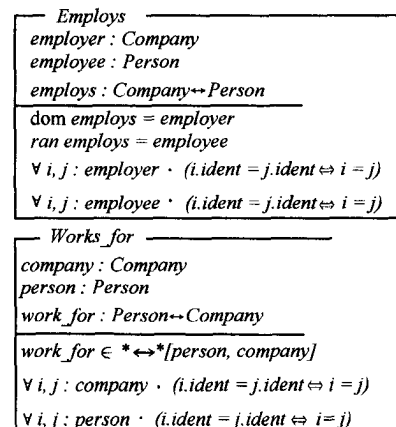 Employs
employer : Company
employee : Person
employs : Company↔Person
dom employs = employer
ran employs = employee
∀ i, j : employer · (i.ident = j.ident ⇔ i = j)
∀ i, j : employee · (i.ident = j.ident ⇔ i = j)
Works_for
company : Company
person : Person
work_for : Person↔Company
work_for ∈ *↔*[person, company]
∀ i, j : company · (i.ident = j.ident ⇔ i = j)
∀ i, j : person · (i.ident = j.ident ⇔ i = j)